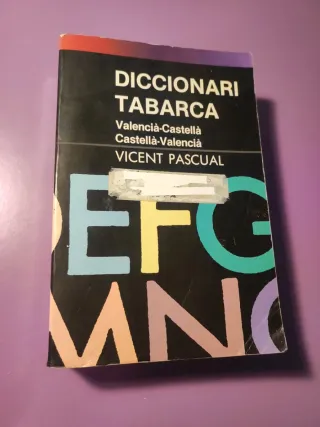 DICCIONARI
TABARCA
Valencià-Castellà
Castellà-Valencià
VICENT PASCUAL
DEFG
MNO